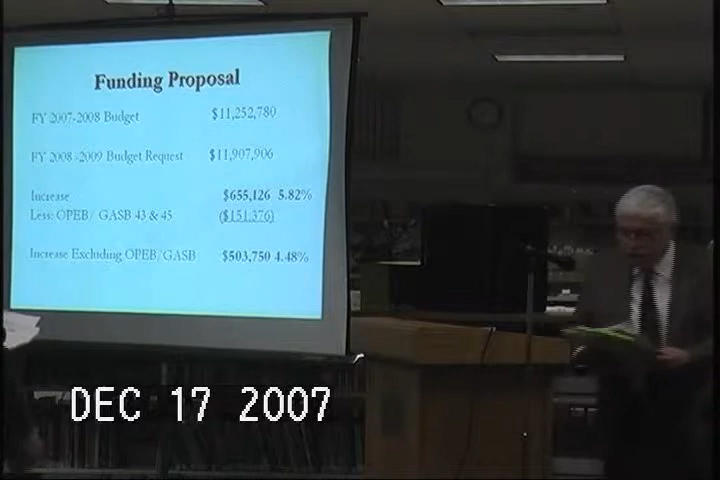 Funding Proposal
FY 2007-2008 Budget $11,252,780
FY 2008-2009 Budget Request $11,907,906
Increase $655,126 5.82%
Less: OPEB/ GASB 43 & 45 ($151,376)
Increase Excluding OPEB/GASB $503,750 4.48%
DEC 17 2007